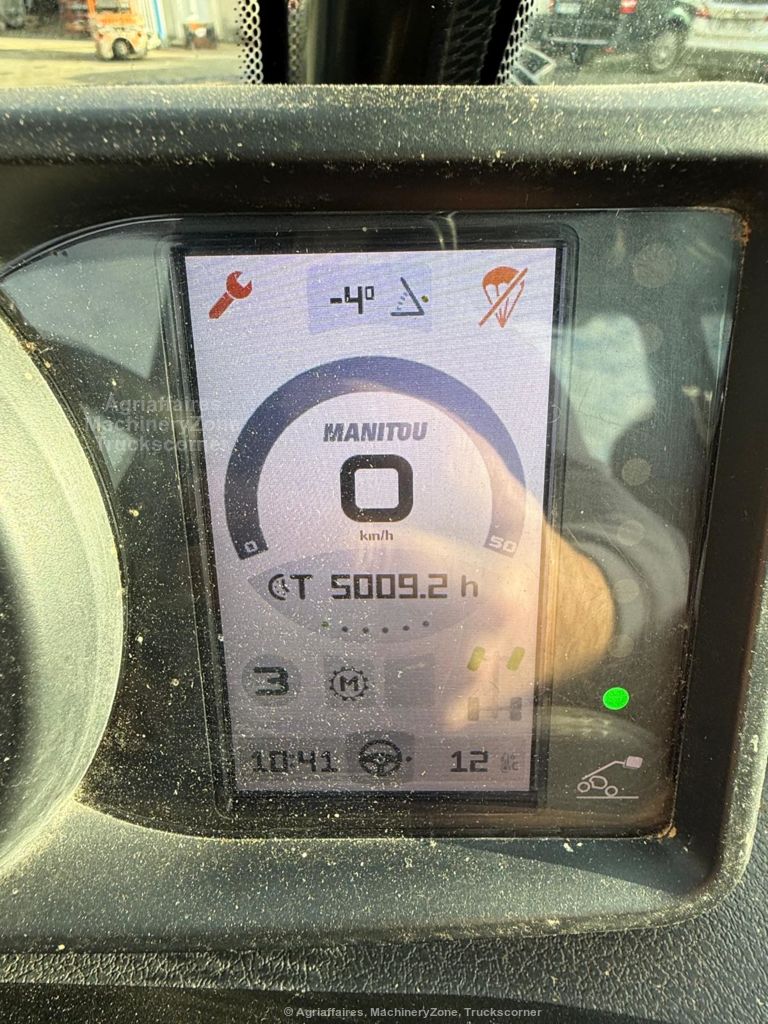 -4°
Agriaffaires
MachineryZone
Truckscorner
MANITOU
0
km/h
0
50
T 5009.2 h
3
M
10:41
12
© Agriaffaires, MachineryZone, Truckscorner